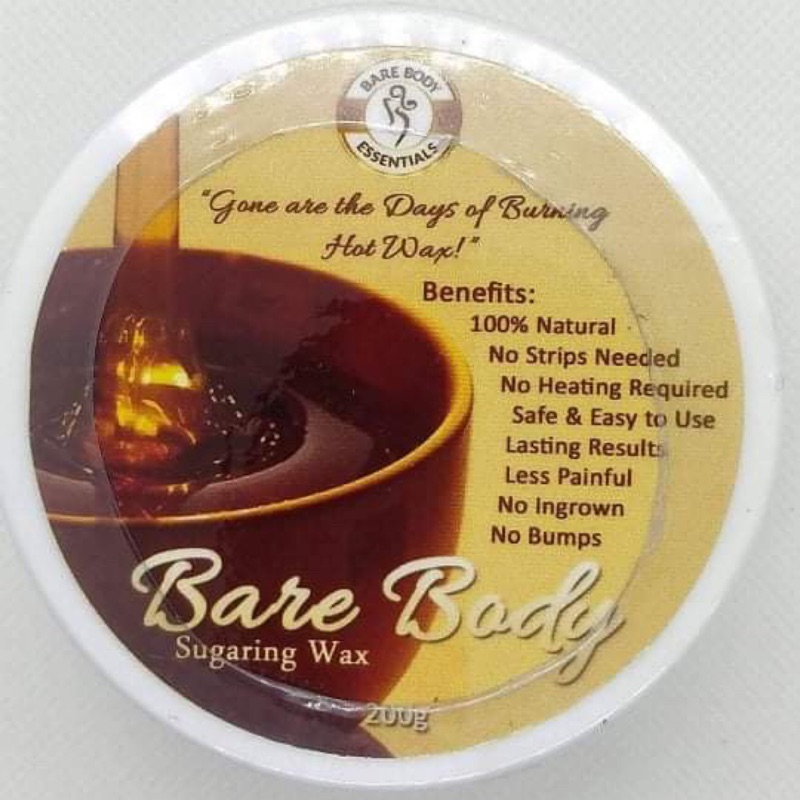 BARE BODY
ESSENTIALS
"Gone are the Days of Burning
Hot Wax!"
Benefits:
100% Natural
No Strips Needed
No Heating Required
Safe & Easy to Use
Lasting Results
Less Painful
No Ingrown
No Bumps
Bare Body
Sugaring Wax
200g